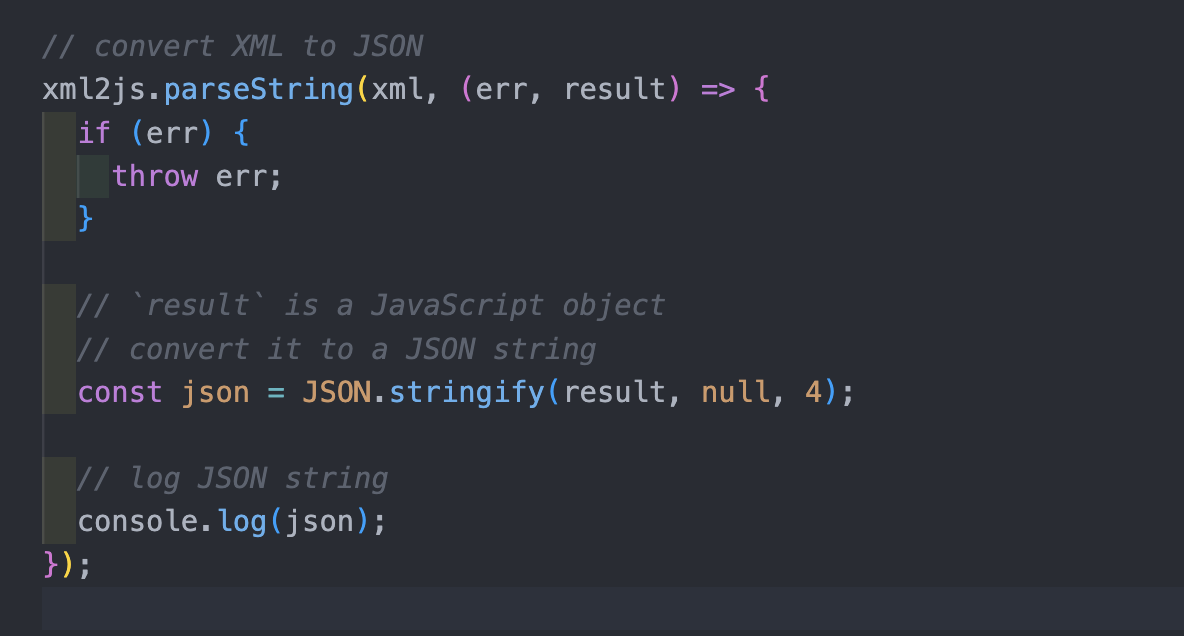 // convert XML to JSON
xml2js.parseString(xml, (err, result) => {
  if (err) {
    throw err;
  }

  // `result` is a JavaScript object
  // convert it to a JSON string
  const json = JSON.stringify(result, null, 4);

  // log JSON string
  console.log(json);
});